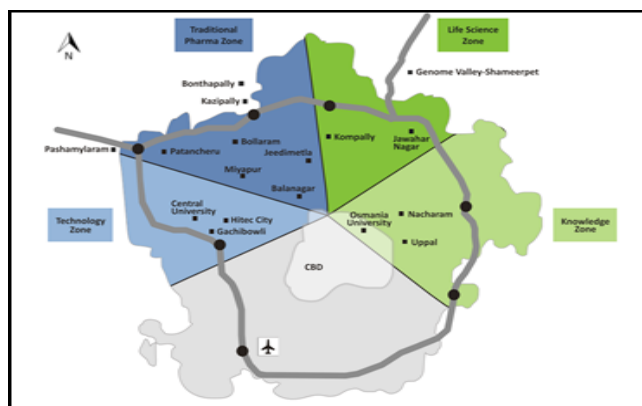 Traditional
Pharma Zone
Life Science
Zone
N
Genome Valley-Shameerpet
Bonthapally
Kazipally
Pashamylaram
Patancheru
Bollaram
Jeedimetla
Miyapur
Balanagar
Kompally
Jawahar
Nagar
Technology
Zone
Central
University
Hitec City
Gachibowli
Osmania
University
Nacharam
Uppal
Knowledge
Zone
CBD